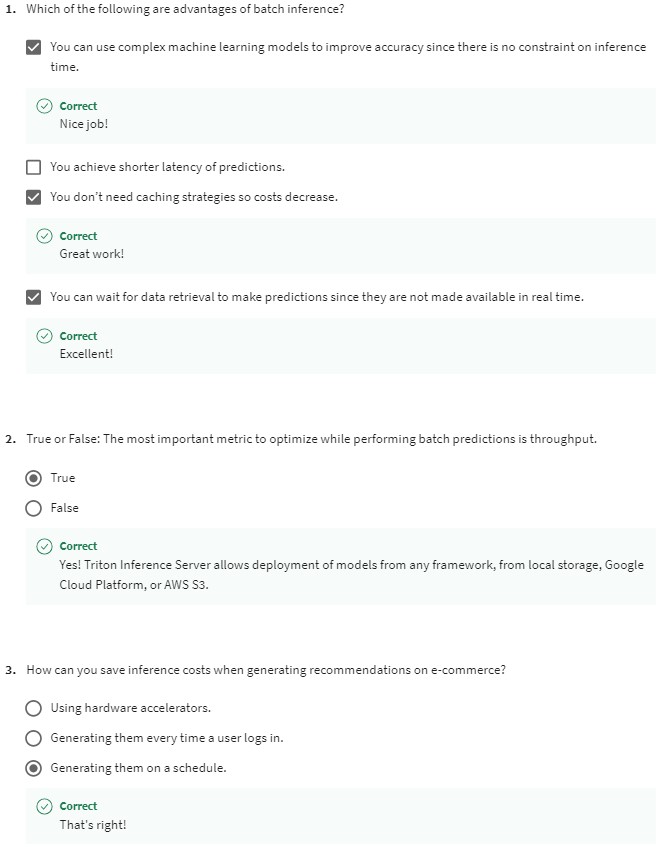 1. Which of the following are advantages of batch inference?
You can use complex machine learning models to improve accuracy since there is no constraint on inference
time.
Correct
Nice job!
You achieve shorter latency of predictions.
You don't need caching strategies so costs decrease.
Correct
Great work!
You can wait for data retrieval to make predictions since they are not made available in real time.
Correct
Excellent!
2. True or False: The most important metric to optimize while performing batch predictions is throughput.
True
False
Correct
Yes! Triton Inference Server allows deployment of models from any framework, from local storage, Google
Cloud Platform, or AWS S3.
3. How can you save inference costs when generating recommendations on e-commerce?
Using hardware accelerators.
Generating them every time a user logs in.
Generating them on a schedule.
Correct
That's right!